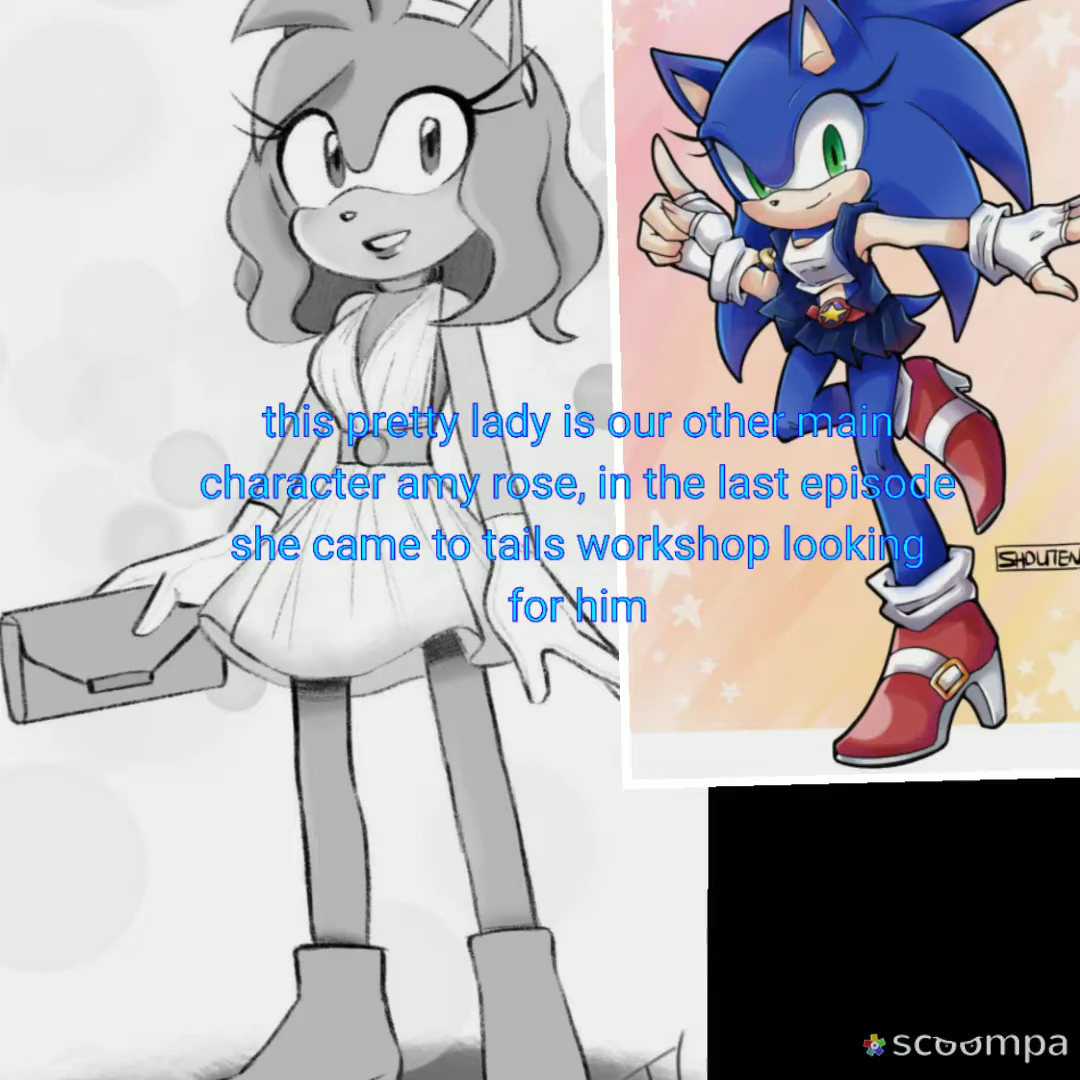 this pretty lady is our other main
character amy rose, in the last episode
she came to tails workshop looking
for him
SHOUTEN
scoompa